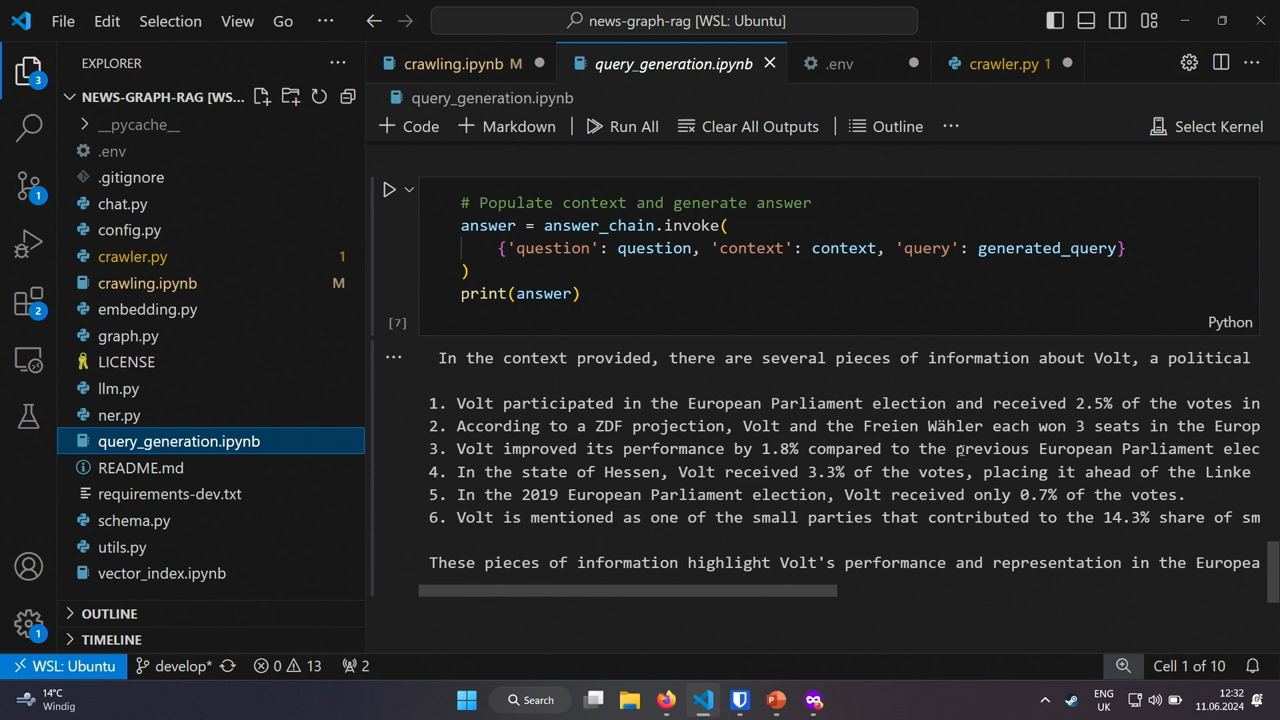 File Edit Selection View Go ··· news-graph-rag [WSL: Ubuntu]
EXPLORER ···
NEWS-GRAPH-RAG [WS...
__pycache__
.env
.gitignore
chat.py
config.py
crawler.py 1
crawling.ipynb M
embedding.py
graph.py
LICENSE
llm.py
ner.py
query_generation.ipynb
README.md
requirements-dev.txt
schema.py
utils.py
vector_index.ipynb
OUTLINE
TIMELINE
3
1
2
1
crawling.ipynb M query_generation.ipynb .env crawler.py 1 ···
query_generation.ipynb
Code Markdown Run All Clear All Outputs Outline ··· Select Kernel
# Populate context and generate answer
answer = answer_chain.invoke(
{'question': question, 'context': context, 'query': generated_query}
)
print(answer)
[7] Python
··· In the context provided, there are several pieces of information about Volt, a political
1. Volt participated in the European Parliament election and received 2.5% of the votes in
2. According to a ZDF projection, Volt and the Freien Wähler each won 3 seats in the Europ
3. Volt improved its performance by 1.8% compared to the previous European Parliament elec
4. In the state of Hessen, Volt received 3.3% of the votes, placing it ahead of the Linke
5. In the 2019 European Parliament election, Volt received only 0.7% of the votes.
6. Volt is mentioned as one of the small parties that contributed to the 14.3% share of sm
These pieces of information highlight Volt's performance and representation in the Europea
WSL: Ubuntu develop* 0 13 2 Cell 1 of 10
14°C
Windig
Search
ENG
UK
12:32
11.06.2024